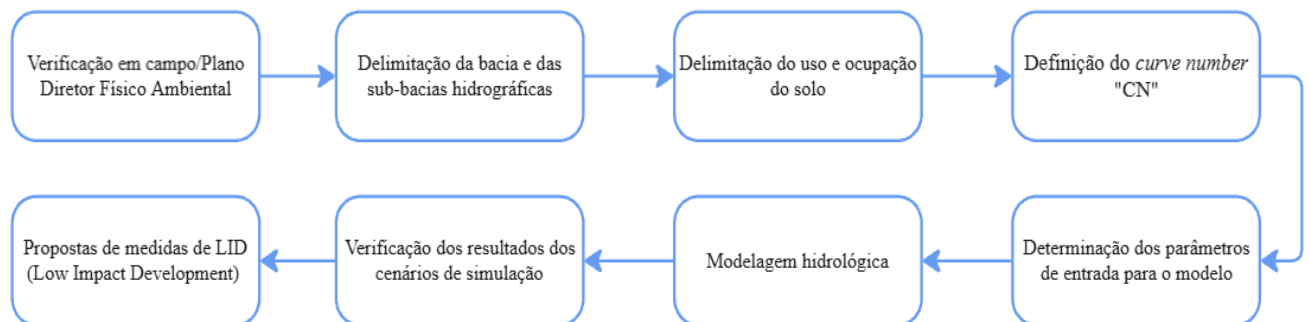 Verificação em campo/Plano
Diretor Físico Ambiental
Delimitação da bacia e das
sub-bacias hidrográficas
Delimitação do uso e ocupação
do solo
Definição do curve number
"CN"
Determinação dos parâmetros
de entrada para o modelo
Modelagem hidrológica
Verificação dos resultados dos
cenários de simulação
Propostas de medidas de LID
(Low Impact Development)